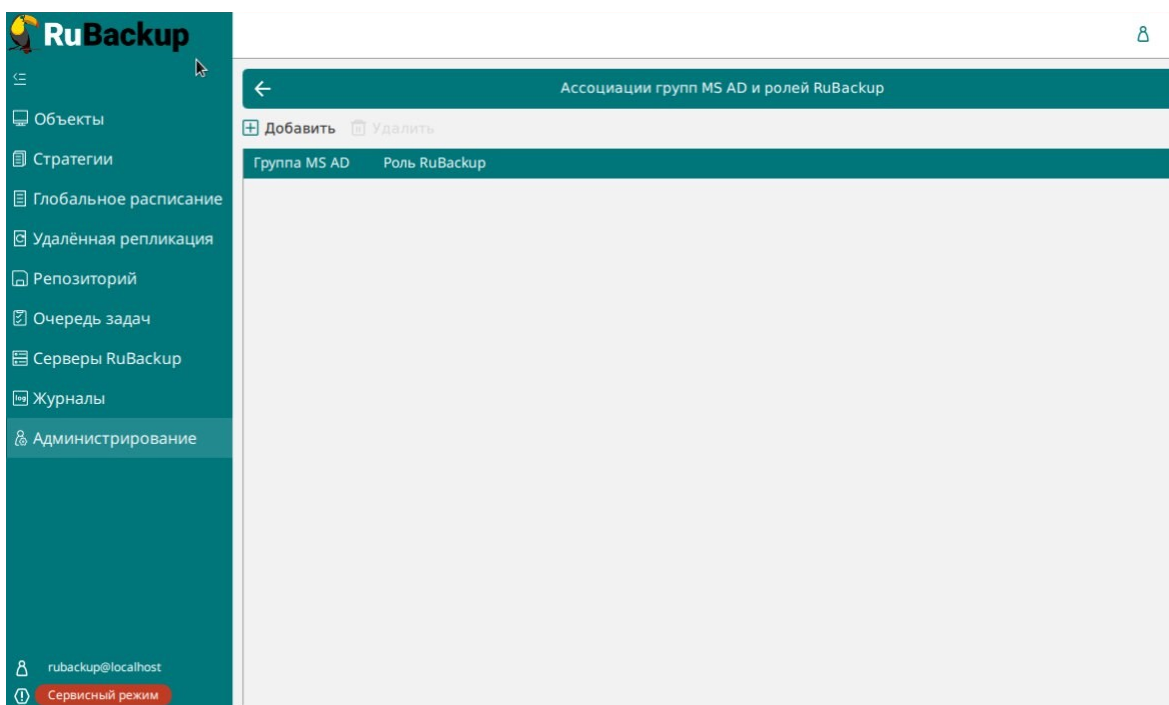 RuBackup
Ассоциации групп MS AD и ролей RuBackup
Добавить Удалить
Группа MS AD Роль RuBackup
Объекты
Стратегии
Глобальное расписание
Удалённая репликация
Репозиторий
Очередь задач
Серверы RuBackup
log Журналы
Администрирование
rubackup@localhost
Сервисный режим